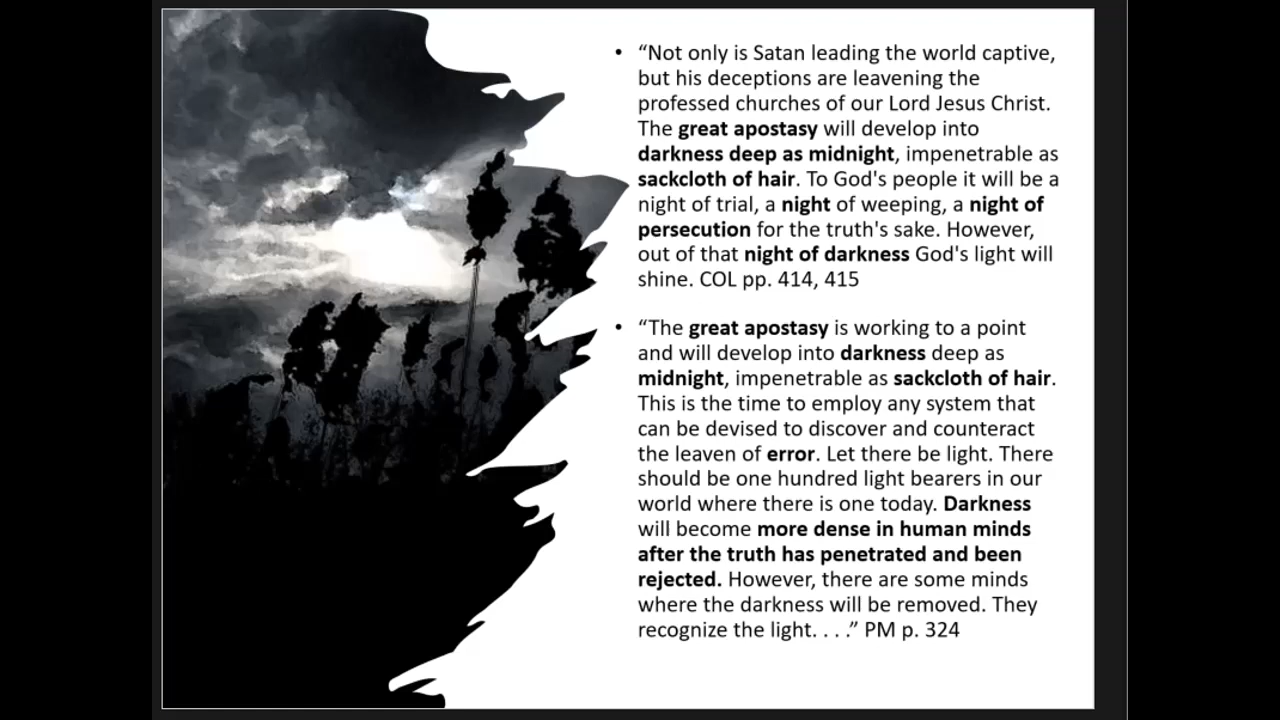 • “Not only is Satan leading the world captive,
but his deceptions are leavening the
professed churches of our Lord Jesus Christ.
The great apostasy will develop into
darkness deep as midnight, impenetrable as
sackcloth of hair. To God's people it will be a
night of trial, a night of weeping, a night of
persecution for the truth's sake. However,
out of that night of darkness God's light will
shine. COL pp. 414, 415
• “The great apostasy is working to a point
and will develop into darkness deep as
midnight, impenetrable as sackcloth of hair.
This is the time to employ any system that
can be devised to discover and counteract
the leaven of error. Let there be light. There
should be one hundred light bearers in our
world where there is one today. Darkness
will become more dense in human minds
after the truth has penetrated and been
rejected. However, there are some minds
where the darkness will be removed. They
recognize the light. . . .” PM p. 324